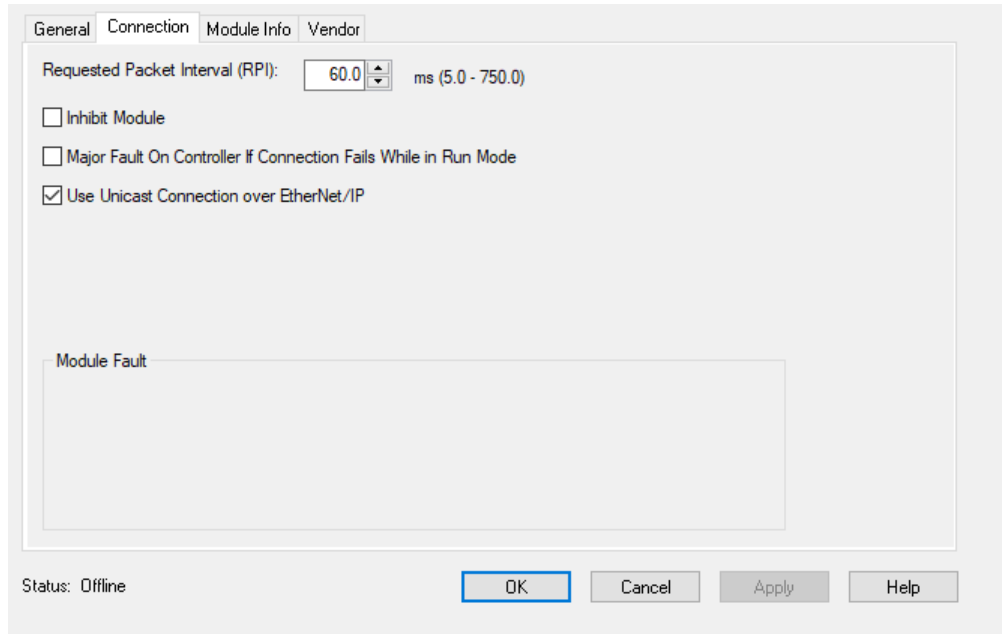 General Connection Module Info Vendor
Requested Packet Interval (RPI): 60.0 ms (5.0 - 750.0)
Inhibit Module
Major Fault On Controller If Connection Fails While in Run Mode
Use Unicast Connection over EtherNet/IP
Module Fault
Status: Offline OK Cancel Apply Help